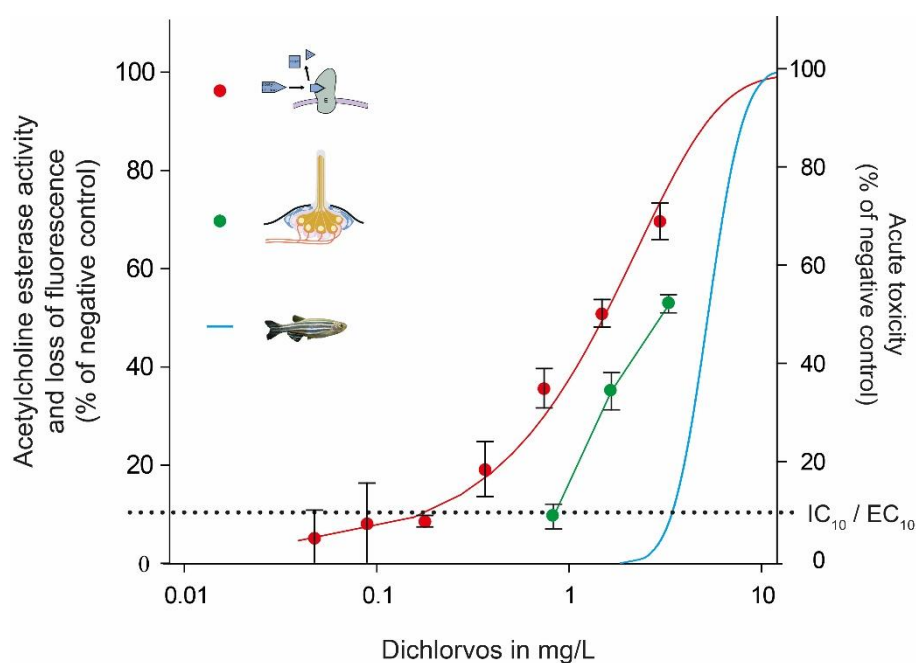 Acetylcholine esterase activity
and loss of fluorescence
(% of negative control)
100
80
60
40
20
0
0.01
0.1
1
10
Dichlorvos in mg/L
100
80
60
40
20
0
IC₁₀ / EC₁₀
Acute toxicity
(% of negative control)